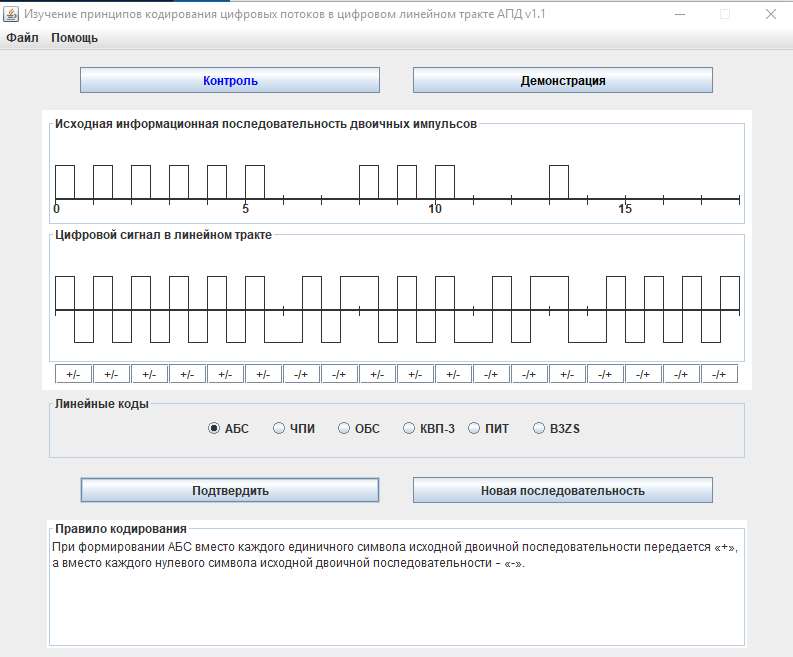 Изучение принципов кодирования цифровых потоков в цифровом линейном тракте АПД v1.1
Файл Помощь
Контроль Демонстрация
Исходная информационная последовательность двоичных импульсов
0 5 10 15
Цифровой сигнал в линейном тракте
+/- +/- +/- +/- +/- +/- -/+ -/+ +/- +/- +/- -/+ -/+ +/- -/+ -/+ -/+ -/+
Линейные коды
АБС ЧПИ ОБС КВП-3 ПИТ B3ZS
Подтвердить Новая последовательность
Правило кодирования
При формировании АБС вместо каждого единичного символа исходной двоичной последовательности передается «+»,
а вместо каждого нулевого символа исходной двоичной последовательности - «-».